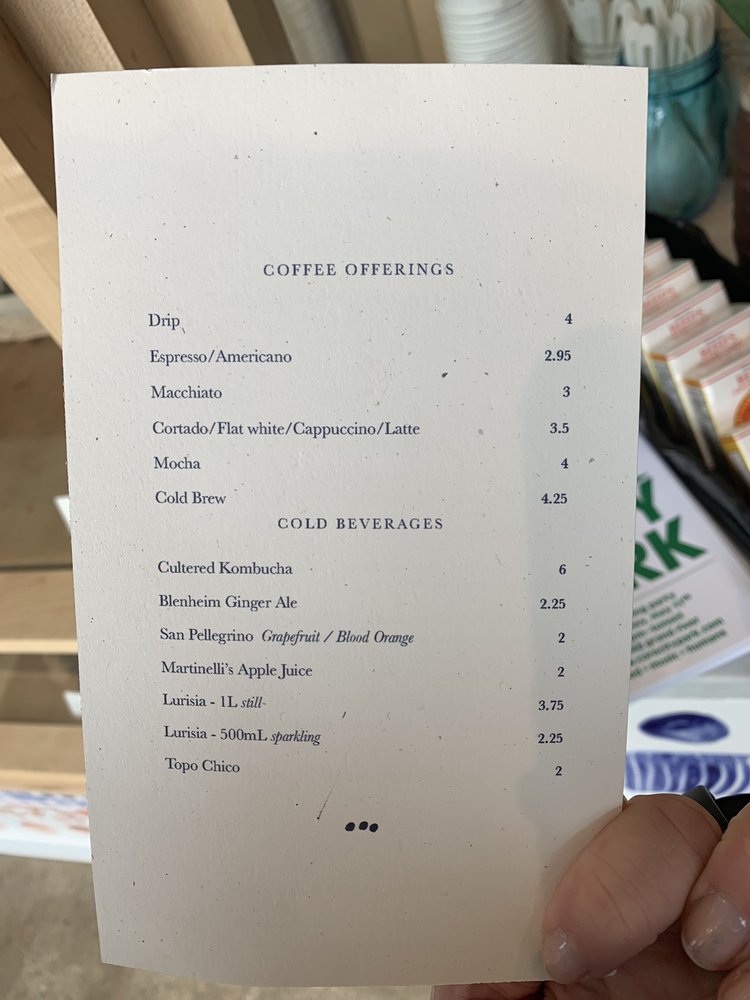 COFFEE OFFERINGS
Drip 4
Espresso/Americano 2.95
Macchiato 3
Cortado/Flat white/Cappuccino/Latte 3.5
Mocha 4
Cold Brew 4.25
COLD BEVERAGES
Cultered Kombucha 6
Blenheim Ginger Ale 2.25
San Pellegrino Grapefruit / Blood Orange 2
Martinelli's Apple Juice 2
Lurisia - 1L still 3.75
Lurisia - 500mL sparkling 2.25
Topo Chico 2
Y
RK